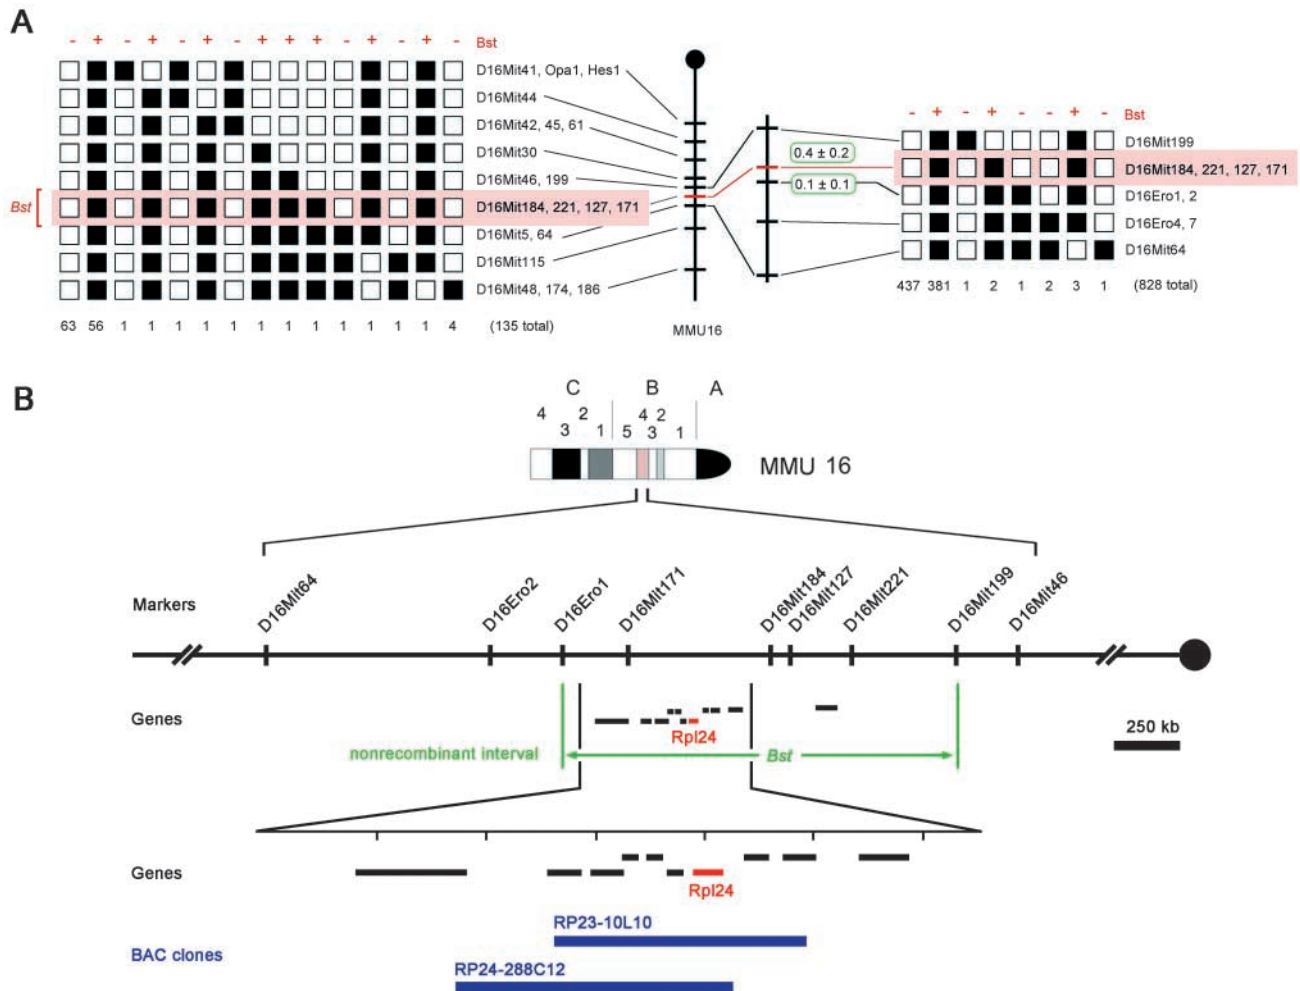 A
- + - + - + - + + + - + - + - Bst
D16Mit41, Opa1, Hes1
D16Mit44
D16Mit42, 45, 61
D16Mit30
D16Mit46, 199
Bst
D16Mit184, 221, 127, 171
D16Mit5, 64
D16Mit115
D16Mit48, 174, 186
63 56 1 1 1 1 1 1 1 1 1 1 1 1 4 (135 total)
MMU16
0.4 ± 0.2
0.1 ± 0.1
- + - + - - + - Bst
D16Mit199
D16Mit184, 221, 127, 171
D16Ero1, 2
D16Ero4, 7
D16Mit64
437 381 1 2 1 2 3 1 (828 total)
B
C B A
4 2 4 2
3 1 5 3 1
MMU 16
Markers
D16Mit64
D16Ero2
D16Ero1
D16Mit171
D16Mit184
D16Mit127
D16Mit221
D16Mit199
D16Mit46
Genes
Rpl24
250 kb
nonrecombinant interval
Bst
Genes
Rpl24
RP23-10L10
BAC clones
RP24-288C12